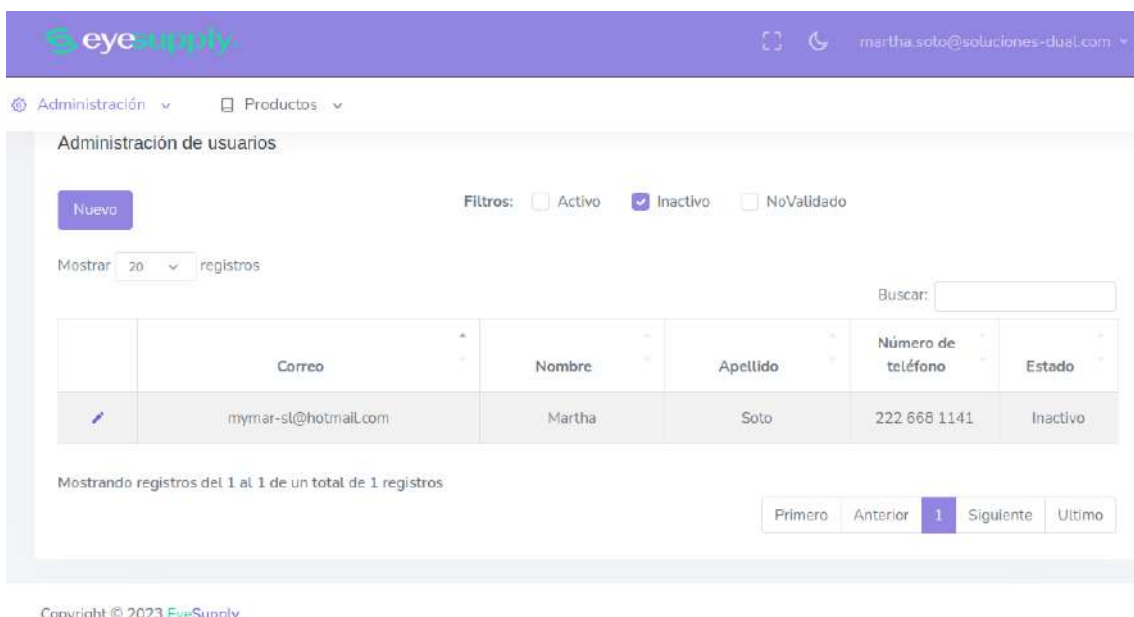 eyesupply.
martha.soto@soluciones-dual.com
Administración
Productos
Administración de usuarios
Nuevo
Filtros: Activo Inactivo NoValidado
Mostrar 20 registros
Buscar:
Correo Nombre Apellido Número de teléfono Estado
mymar-sl@hotmail.com Martha Soto 222 668 1141 Inactivo
Mostrando registros del 1 al 1 de un total de 1 registros
Primero Anterior 1 Siguiente Ultimo
Copyright © 2023 EyeSupply